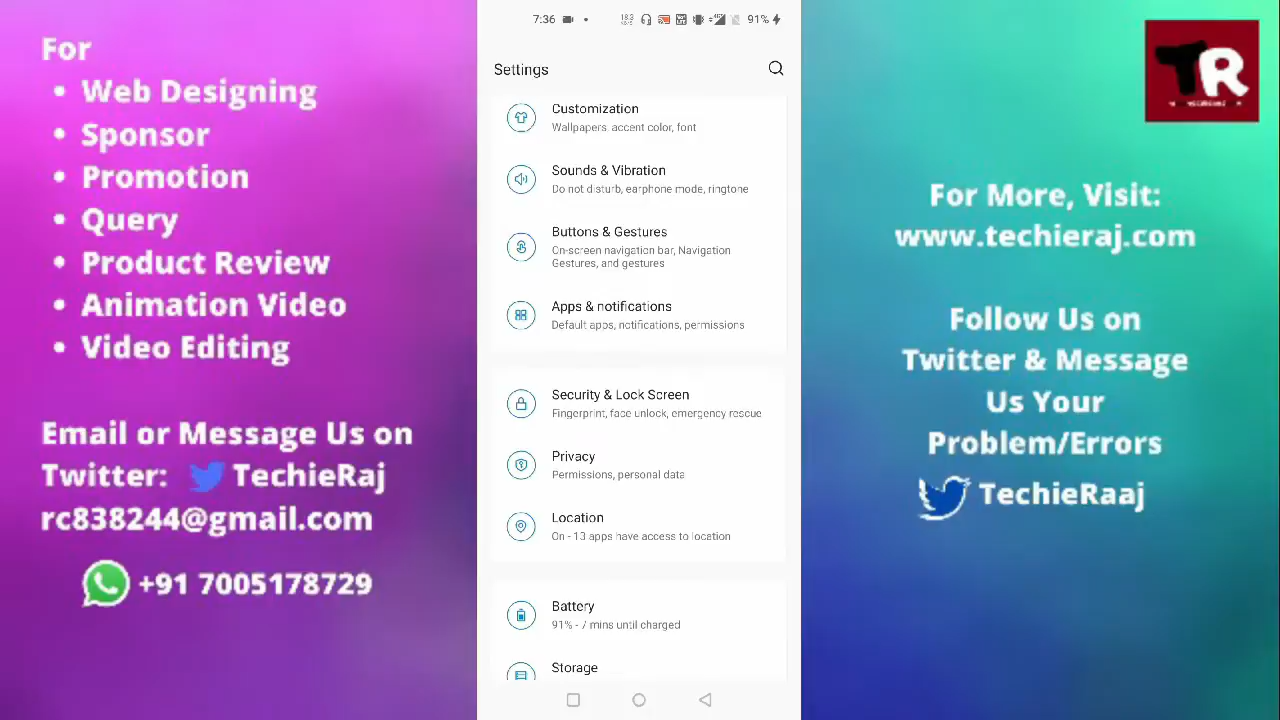 For
• Web Designing
• Sponsor
• Promotion
• Query
• Product Review
• Animation Video
• Video Editing
Email or Message Us on
Twitter: TechieRaj
rc838244@gmail.com
+91 7005178729
7:36
91%
Settings
Customization
Wallpapers, accent color, font
Sounds & Vibration
Do not disturb, earphone mode, ringtone
Buttons & Gestures
On-screen navigation bar, Navigation
Gestures, and gestures
Apps & notifications
Default apps, notifications, permissions
Security & Lock Screen
Fingerprint, face unlock, emergency rescue
Privacy
Permissions, personal data
Location
On - 13 apps have access to location
Battery
91% - 7 mins until charged
Storage
TR
For More, Visit:
www.techieraj.com
Follow Us on
Twitter & Message
Us Your
Problem/Errors
TechieRaaj